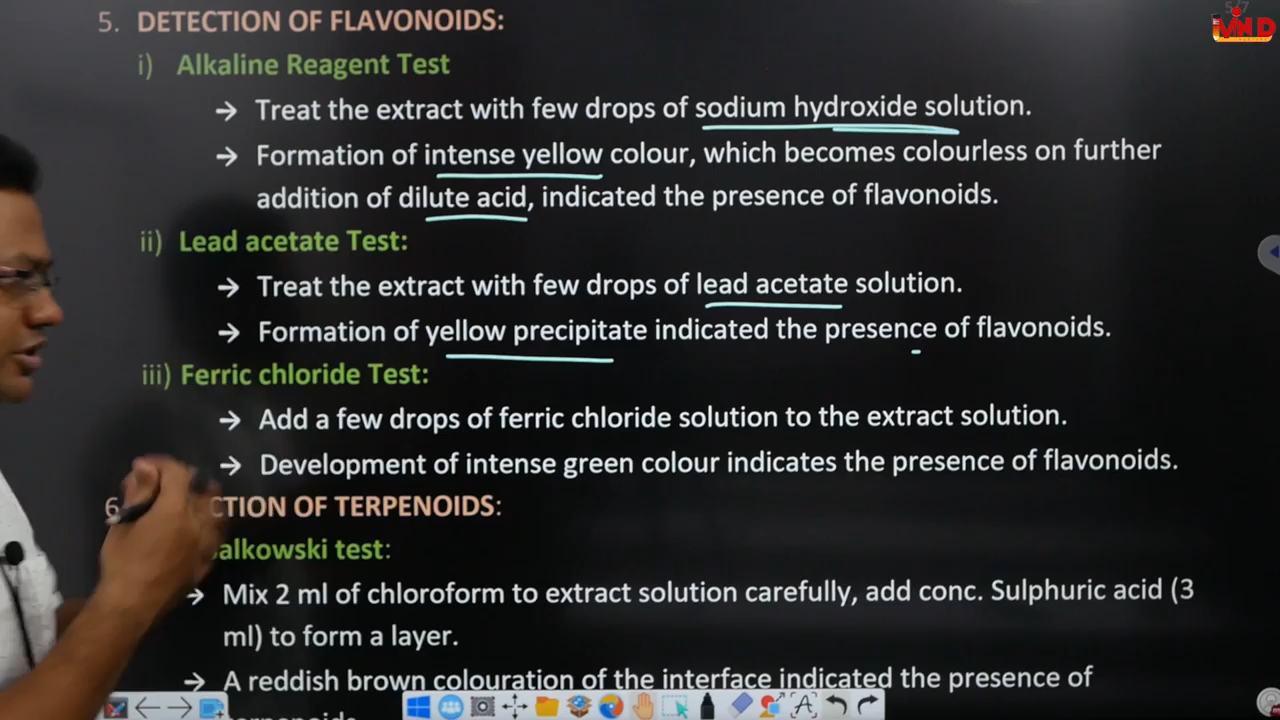 5. DETECTION OF FLAVONOIDS:
i) Alkaline Reagent Test
→ Treat the extract with few drops of sodium hydroxide solution.
→ Formation of intense yellow colour, which becomes colourless on further
addition of dilute acid, indicated the presence of flavonoids.
ii) Lead acetate Test:
→ Treat the extract with few drops of lead acetate solution.
→ Formation of yellow precipitate indicated the presence of flavonoids.
iii) Ferric chloride Test:
→ Add a few drops of ferric chloride solution to the extract solution.
→ Development of intense green colour indicates the presence of flavonoids.
6 CTION OF TERPENOIDS:
alkowski test:
→ Mix 2 ml of chloroform to extract solution carefully, add conc. Sulphuric acid (3
ml) to form a layer.
→ A reddish brown colouration of the interface indicated the presence of